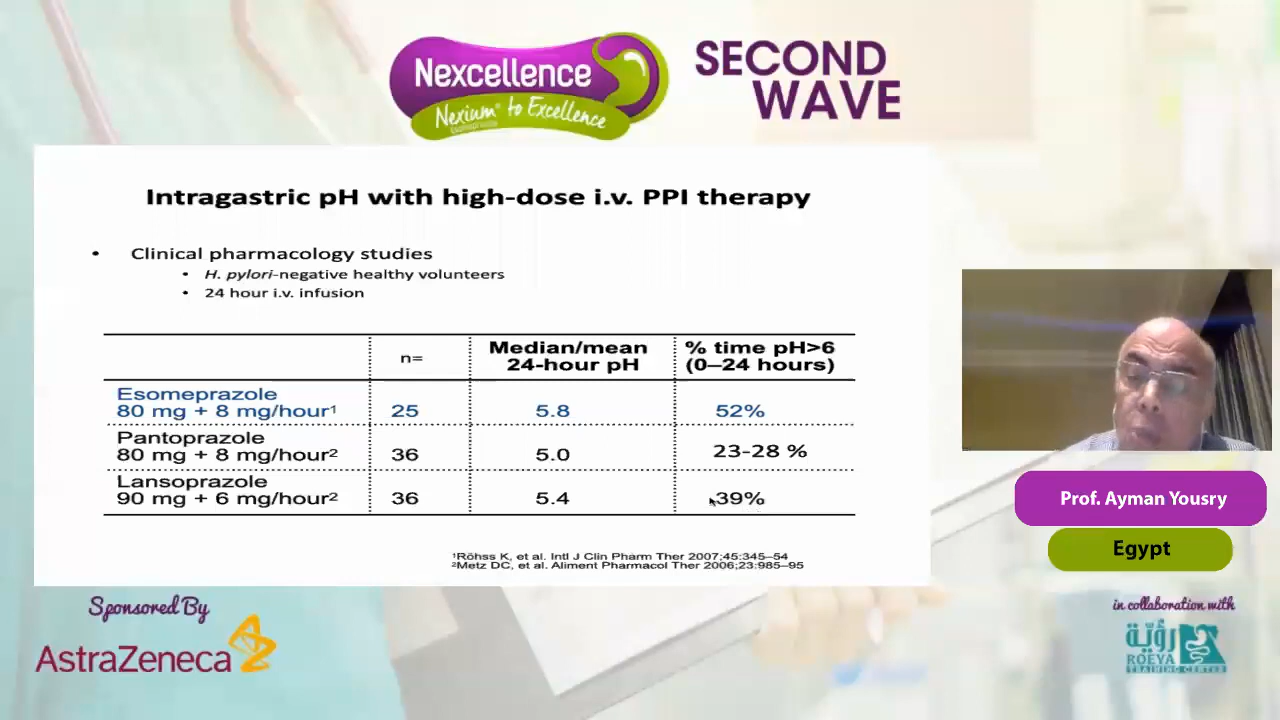 Nexcellence
Nexium® to Excellence
SECOND
WAVE
Intragastric pH with high-dose i.v. PPI therapy
• Clinical pharmacology studies
• H. pylori-negative healthy volunteers
• 24 hour i.v. infusion
n=
Median/mean
24-hour pH
% time pH>6
(0–24 hours)
Esomeprazole
80 mg + 8 mg/hour¹ 25 5.8 52%
Pantoprazole
80 mg + 8 mg/hour² 36 5.0 23-28 %
Lansoprazole
90 mg + 6 mg/hour² 36 5.4 39%
¹Röhss K, et al. Intl J Clin Pharm Ther 2007;45:345–54
²Metz DC, et al. Aliment Pharmacol Ther 2006;23:985–95
Prof. Ayman Yousry
Egypt
Sponsored By
AstraZeneca
in collaboration with
رؤية
ROEYA
TRAINING CENTER